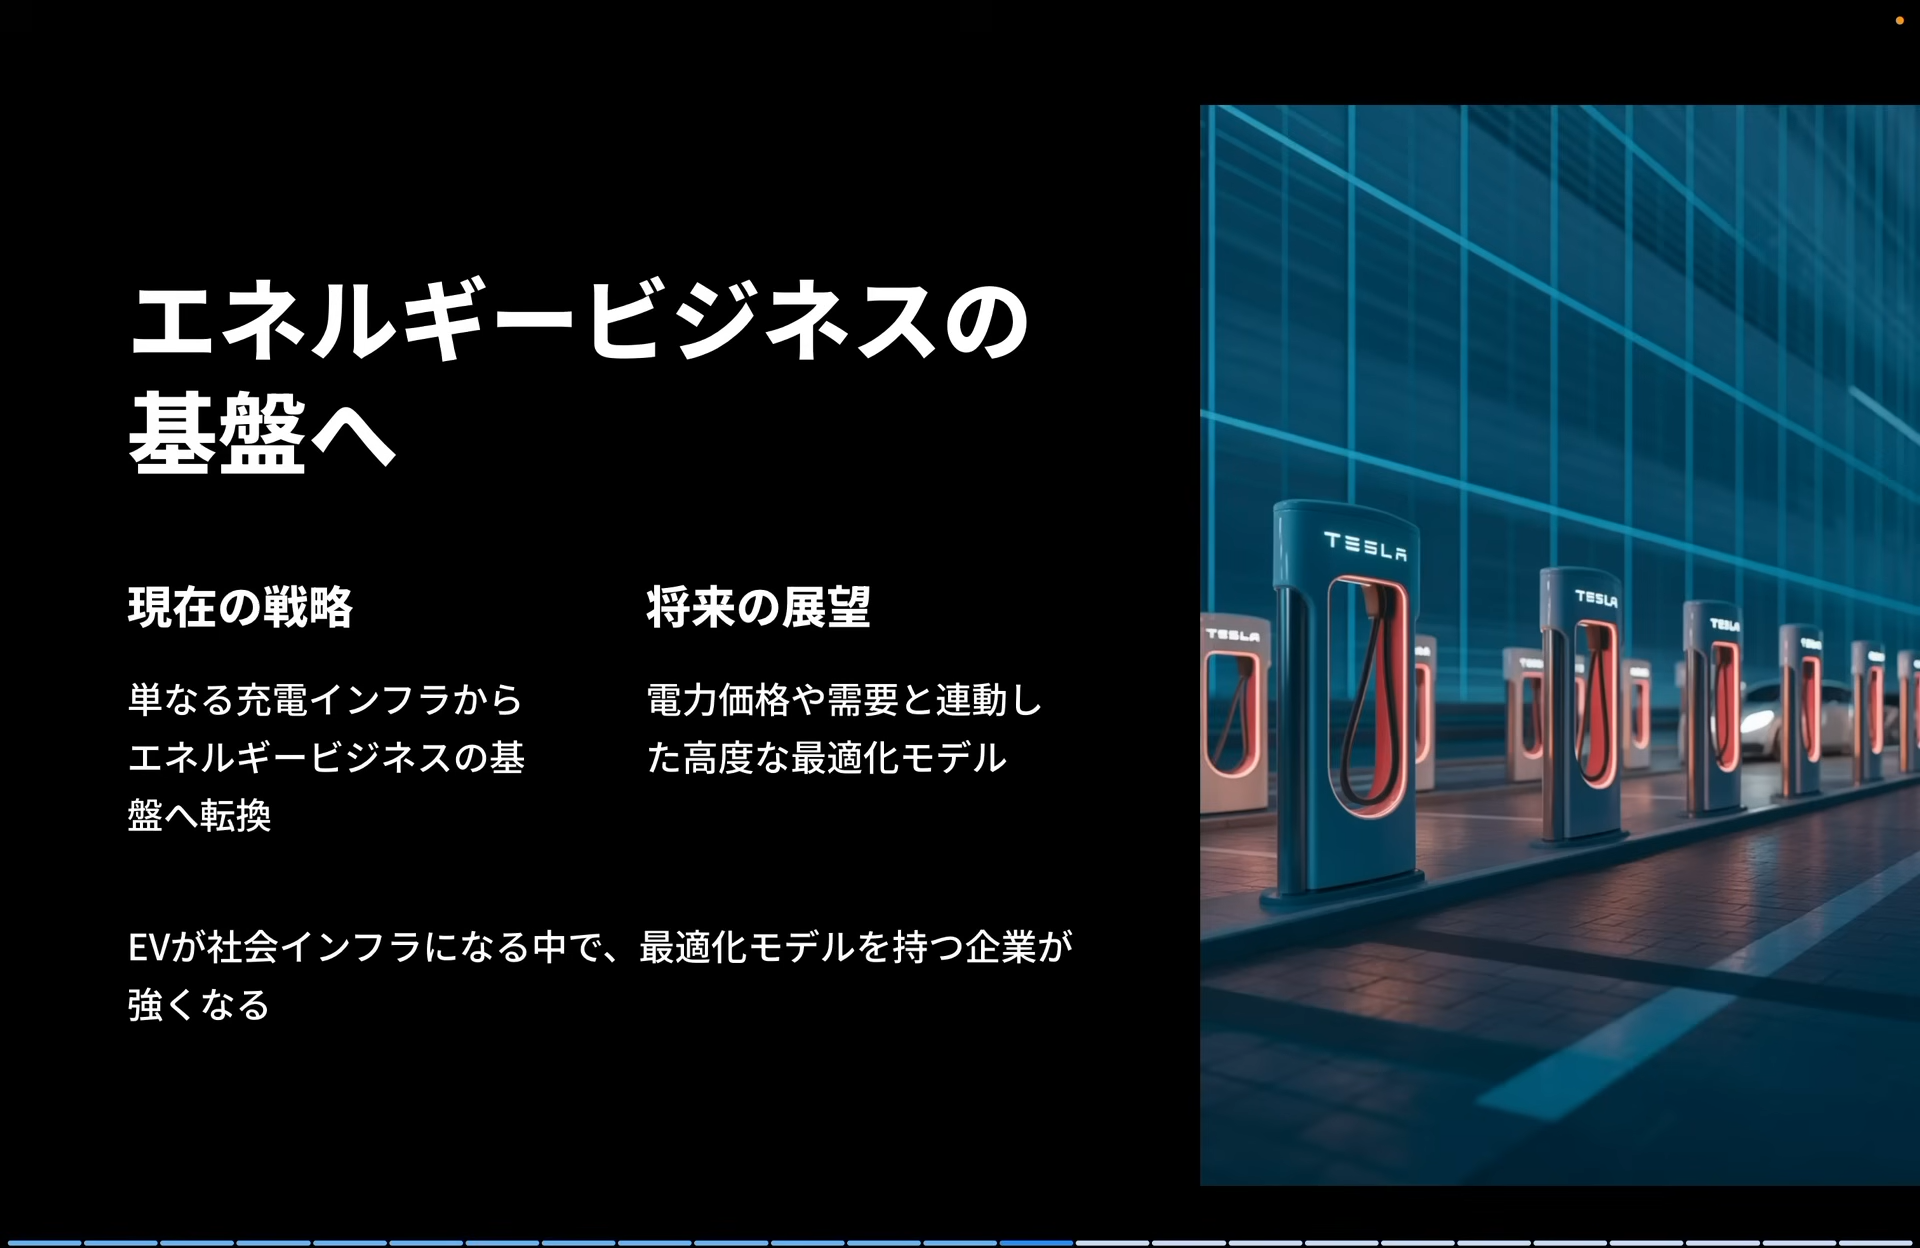 エネルギービジネスの
基盤へ
現在の戦略
単なる充電インフラから
エネルギービジネスの基
盤へ転換
将来の展望
電力価格や需要と連動し
た高度な最適化モデル
EVが社会インフラになる中で、最適化モデルを持つ企業が
強くなる
TESLA
TESLA
TESLA
TESLA